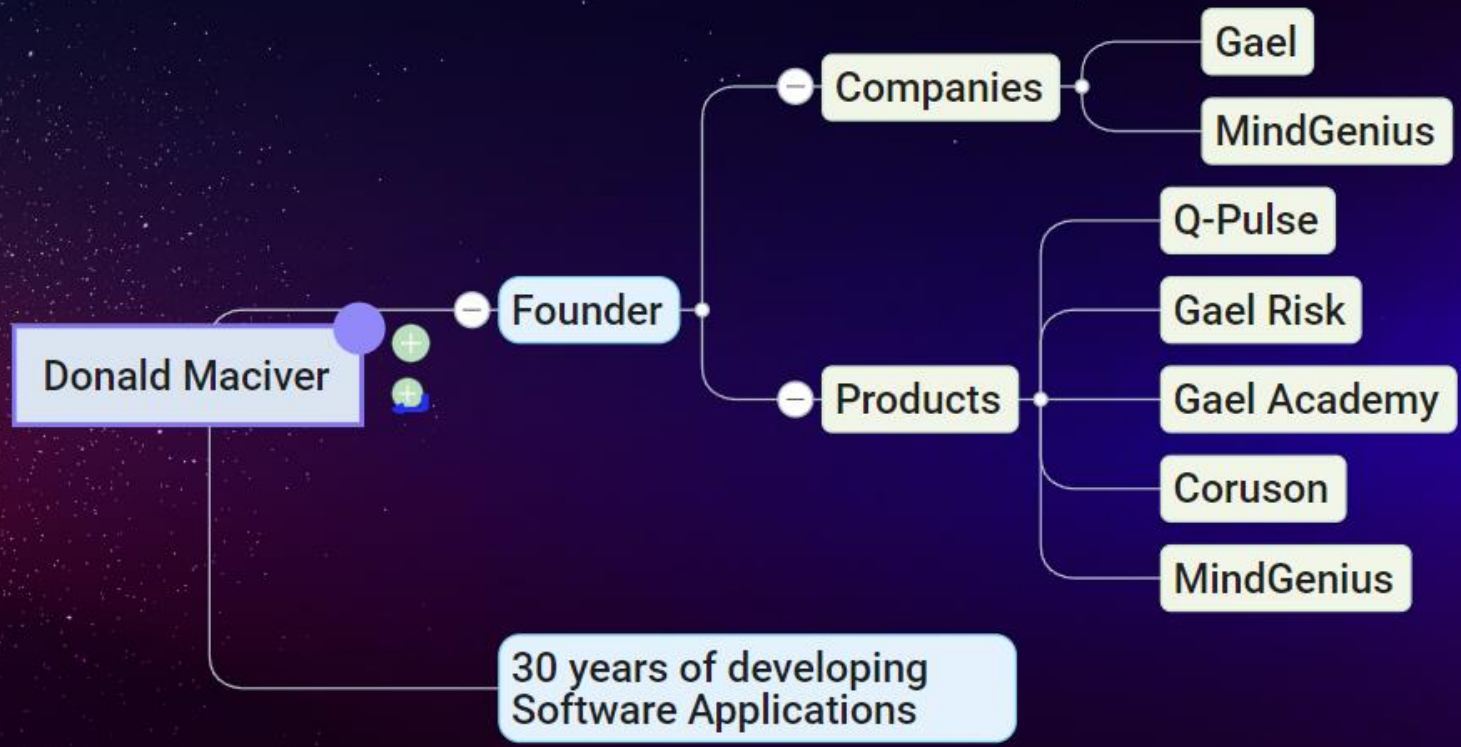 Donald Maciver
Founder
Companies
Gael
MindGenius
Products
Q-Pulse
Gael Risk
Gael Academy
Coruson
MindGenius
30 years of developing
Software Applications